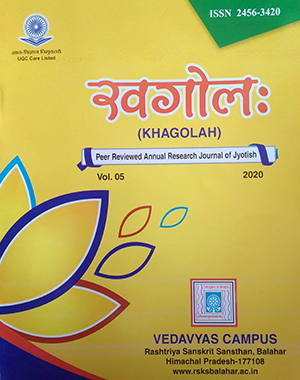 ISSN 2456-3420
UGC Care Listed
खगोल:
(KHAGOLAH)
Peer Reviewed Annual Research Journal of Jyotish
Vol. 05
2020
VEDAVYAS CAMPUS
Rashtriya Sanskrit Sansthan, Balahar
Himachal Pradesh-177108
www.rsksbalahar.ac.in